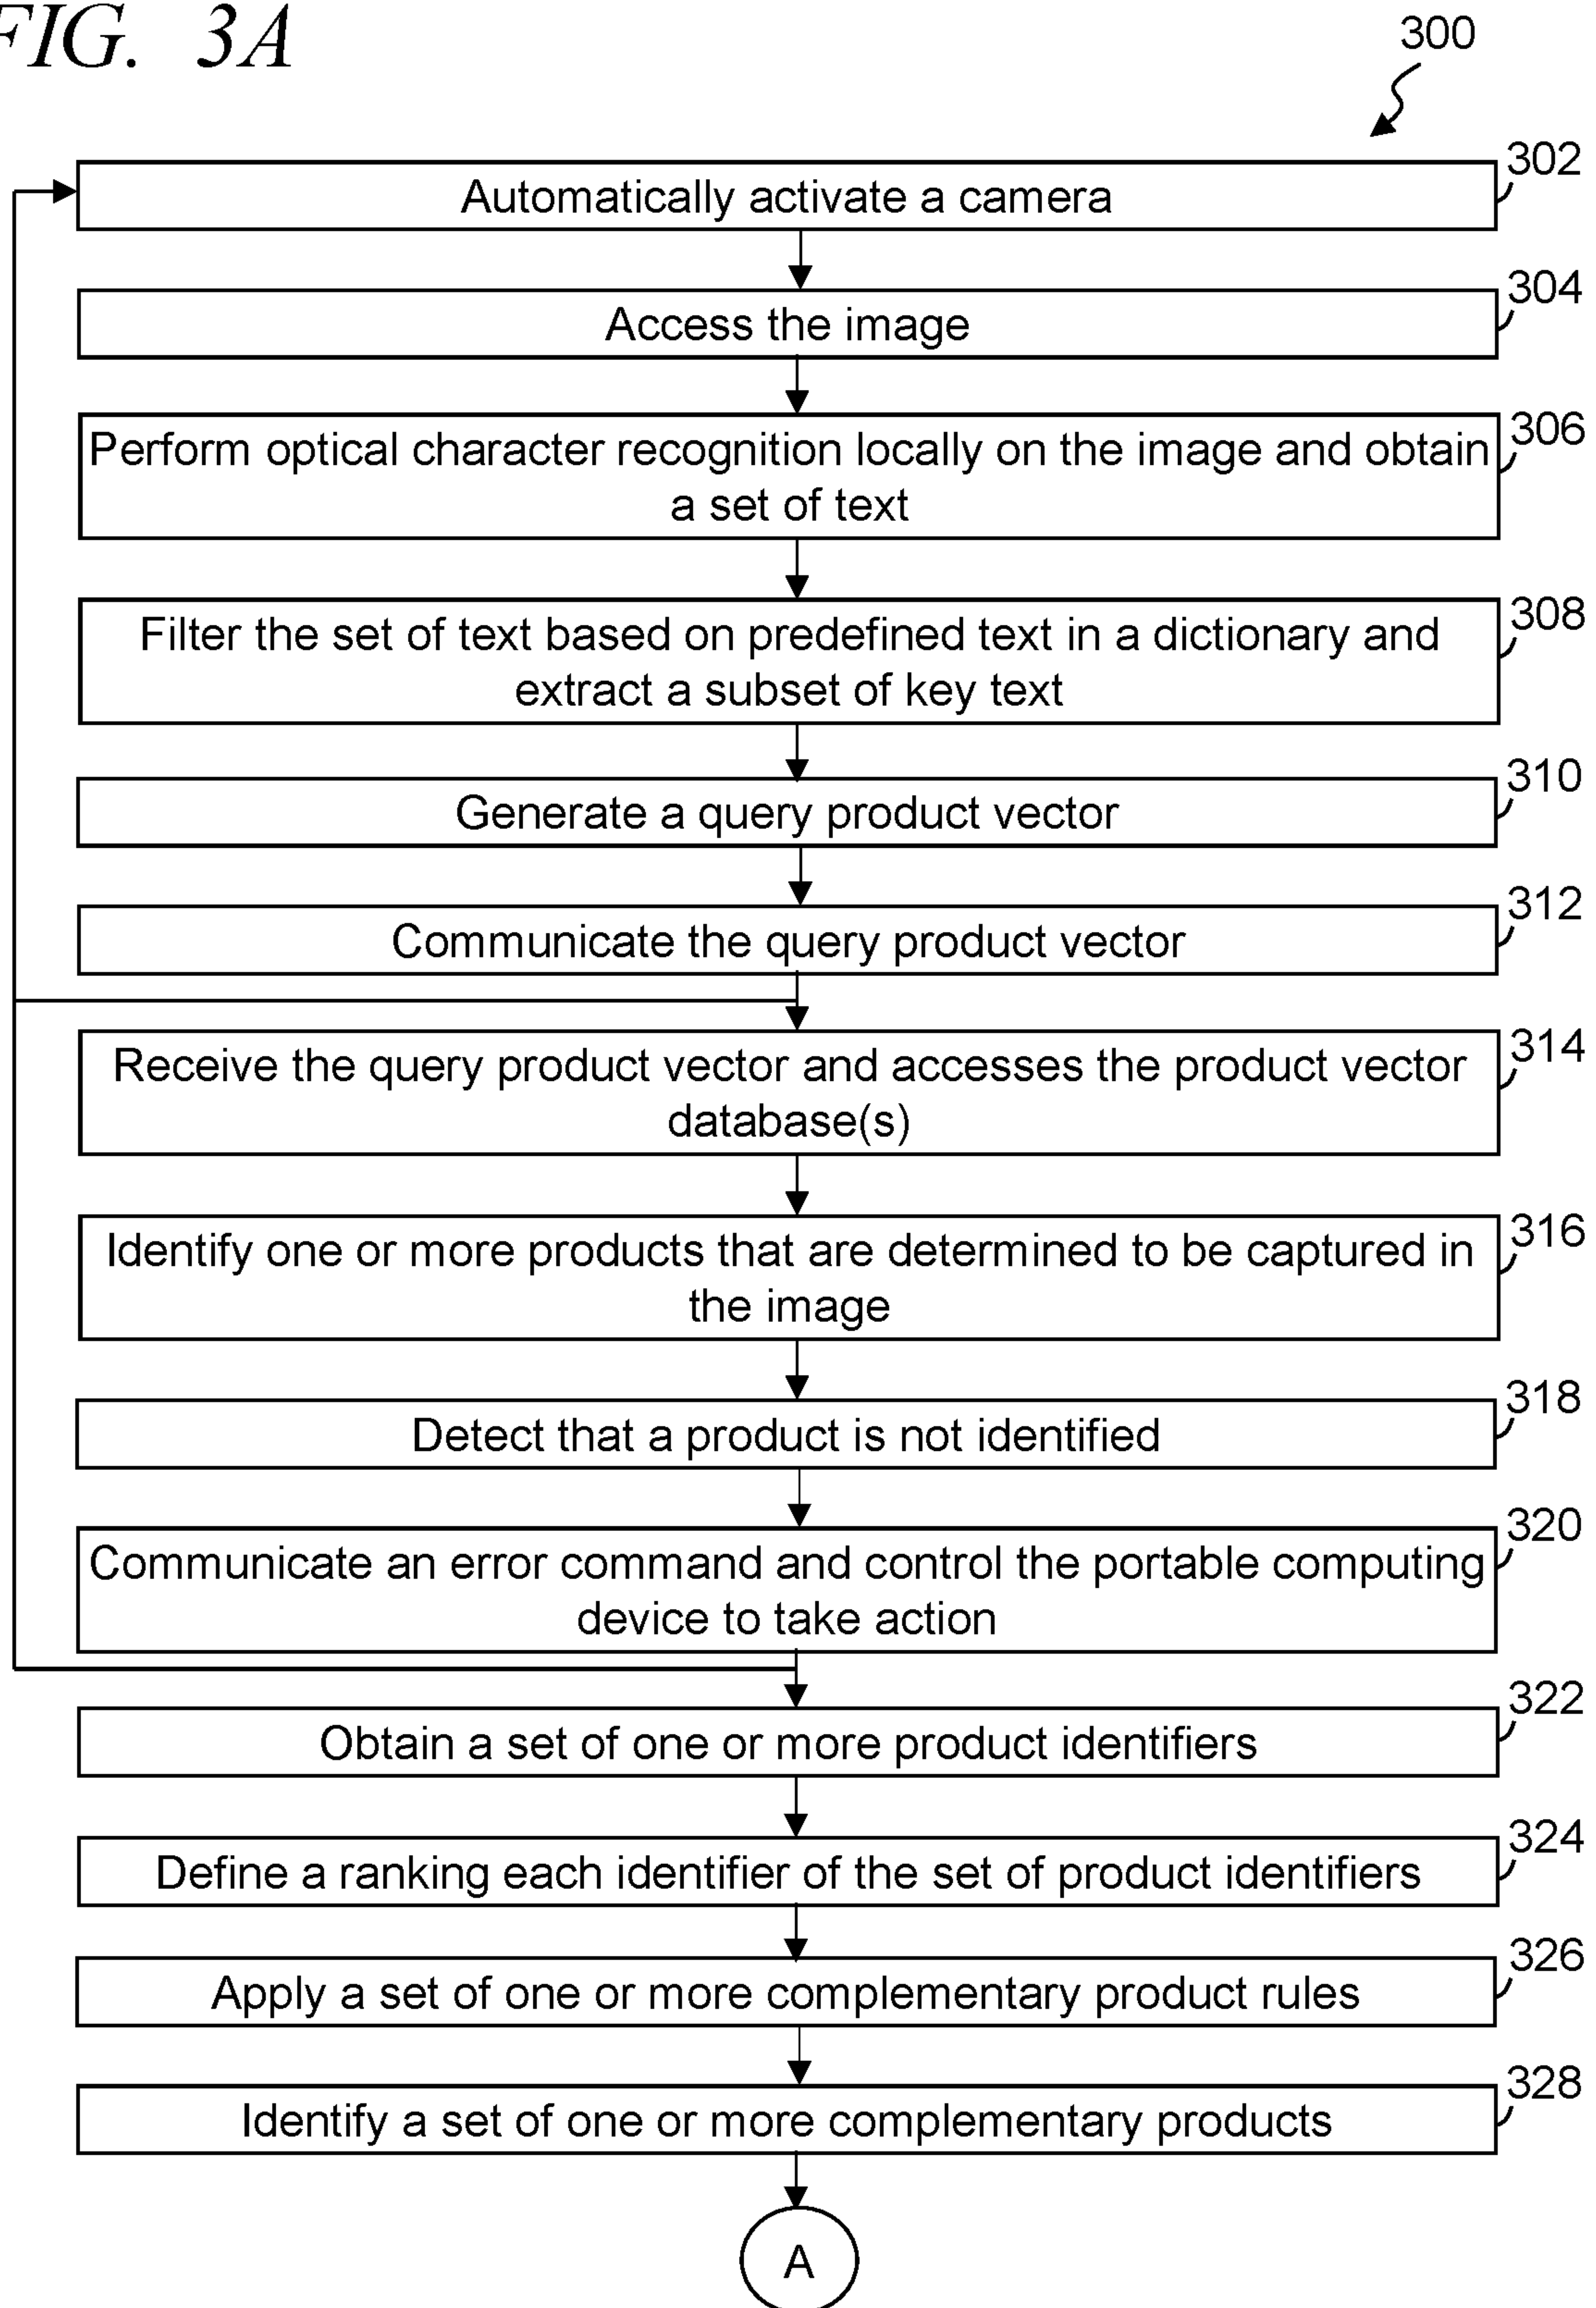 FIG. 3A
300
302
Automatically activate a camera
304
Access the image
306
Perform optical character recognition locally on the image and obtain
a set of text
308
Filter the set of text based on predefined text in a dictionary and
extract a subset of key text
310
Generate a query product vector
312
Communicate the query product vector
314
Receive the query product vector and accesses the product vector
database(s)
316
Identify one or more products that are determined to be captured in
the image
318
Detect that a product is not identified
320
Communicate an error command and control the portable computing
device to take action
322
Obtain a set of one or more product identifiers
324
Define a ranking each identifier of the set of product identifiers
326
Apply a set of one or more complementary product rules
328
Identify a set of one or more complementary products
A